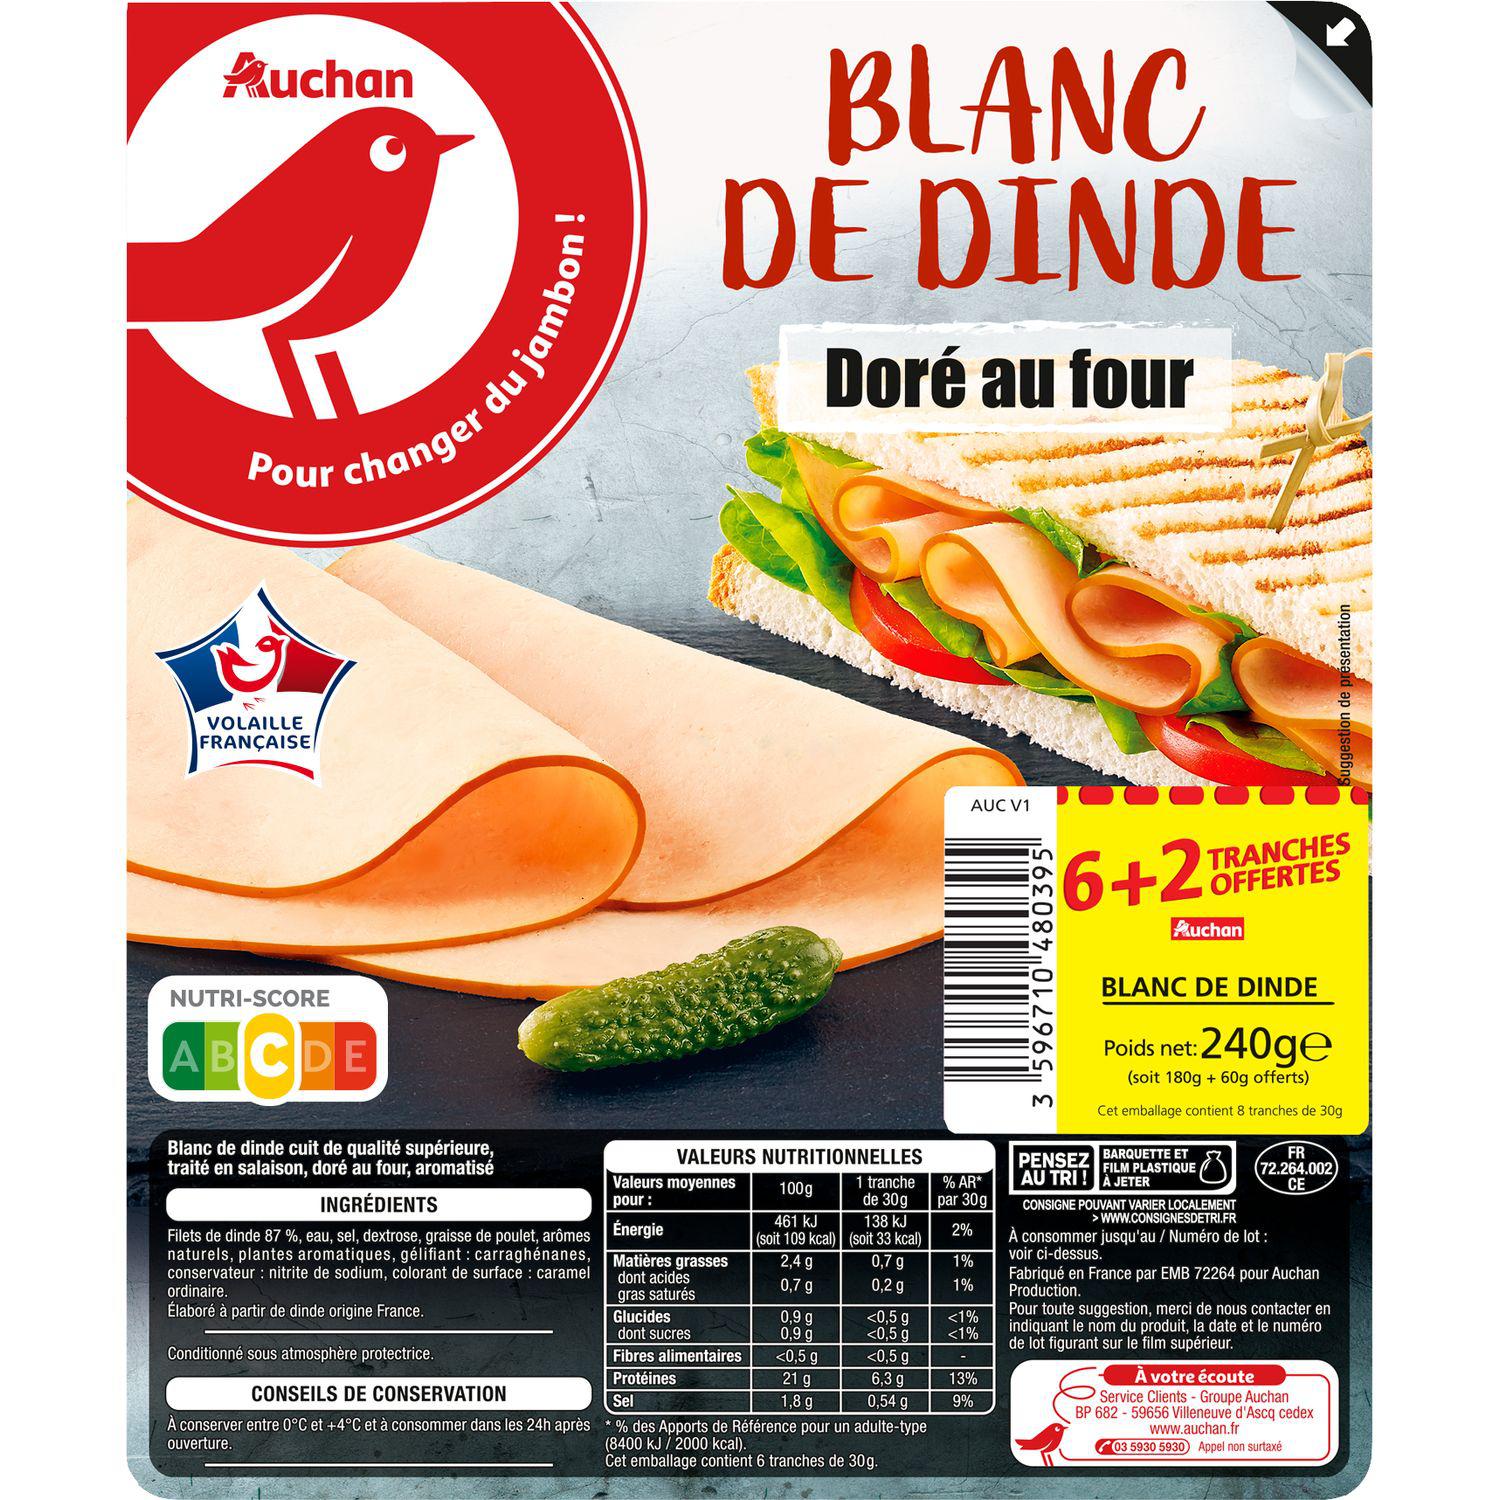 Auchan
Pour changer du jambon !
BLANC
DE DINDE
Doré au four
VOLAILLE
FRANÇAISE
Suggestion de présentation
AUC V1
3 596710 480395
6+2 TRANCHES
OFFERTES
Auchan
BLANC DE DINDE
Poids net: 240g℮
(soit 180g + 60g offerts)
Cet emballage contient 8 tranches de 30g
NUTRI-SCORE
A B C D E
Blanc de dinde cuit de qualité supérieure,
traité en salaison, doré au four, aromatisé
INGRÉDIENTS
Filets de dinde 87 %, eau, sel, dextrose, graisse de poulet, arômes
naturels, plantes aromatiques, gélifiant : carraghénanes,
conservateur : nitrite de sodium, colorant de surface : caramel
ordinaire.
Élaboré à partir de dinde origine France.
Conditionné sous atmosphère protectrice.
CONSEILS DE CONSERVATION
À conserver entre 0°C et +4°C et à consommer dans les 24h après
ouverture.
VALEURS NUTRITIONNELLES
Valeurs moyennes pour : 100g 1 tranche de 30g % AR* par 30g
Énergie 461 kJ (soit 109 kcal) 138 kJ (soit 33 kcal) 2%
Matières grasses 2,4 g 0,7 g 1%
dont acides gras saturés 0,7 g 0,2 g 1%
Glucides 0,9 g <0,5 g <1%
dont sucres 0,9 g <0,5 g <1%
Fibres alimentaires <0,5 g <0,5 g -
Protéines 21 g 6,3 g 13%
Sel 1,8 g 0,54 g 9%
* % des Apports de Référence pour un adulte-type
(8400 kJ / 2000 kcal).
Cet emballage contient 6 tranches de 30g.
PENSEZ
AU TRI !
BARQUETTE ET
FILM PLASTIQUE
À JETER
CONSIGNE POUVANT VARIER LOCALEMENT
> WWW.CONSIGNESDETRI.FR
FR
72.264.002
CE
À consommer jusqu'au / Numéro de lot :
voir ci-dessus.
Fabriqué en France par EMB 72264 pour Auchan
Production.
Pour toute suggestion, merci de nous contacter en
indiquant le nom du produit, la date et le numéro
de lot figurant sur le film supérieur.
À votre écoute
Service Clients - Groupe Auchan
BP 682 - 59656 Villeneuve d'Ascq cedex
www.auchan.fr
03 5930 5930 Appel non surtaxé